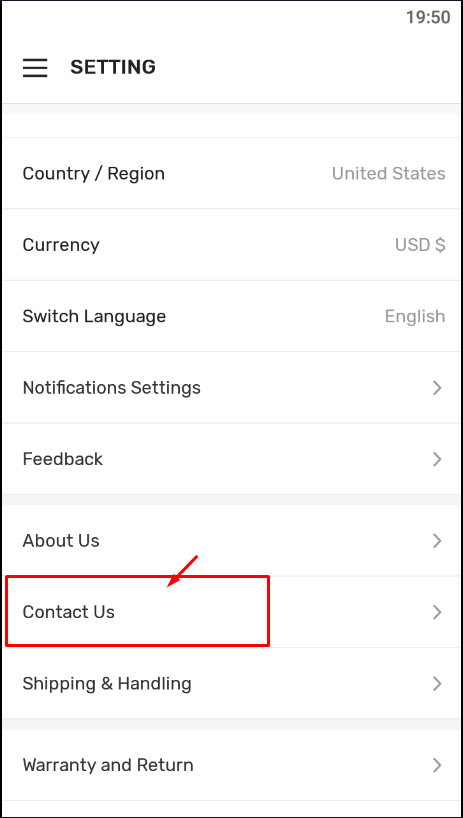 19:50
SETTING
Country / Region United States
Currency USD $
Switch Language English
Notifications Settings
Feedback
About Us
Contact Us
Shipping & Handling
Warranty and Return